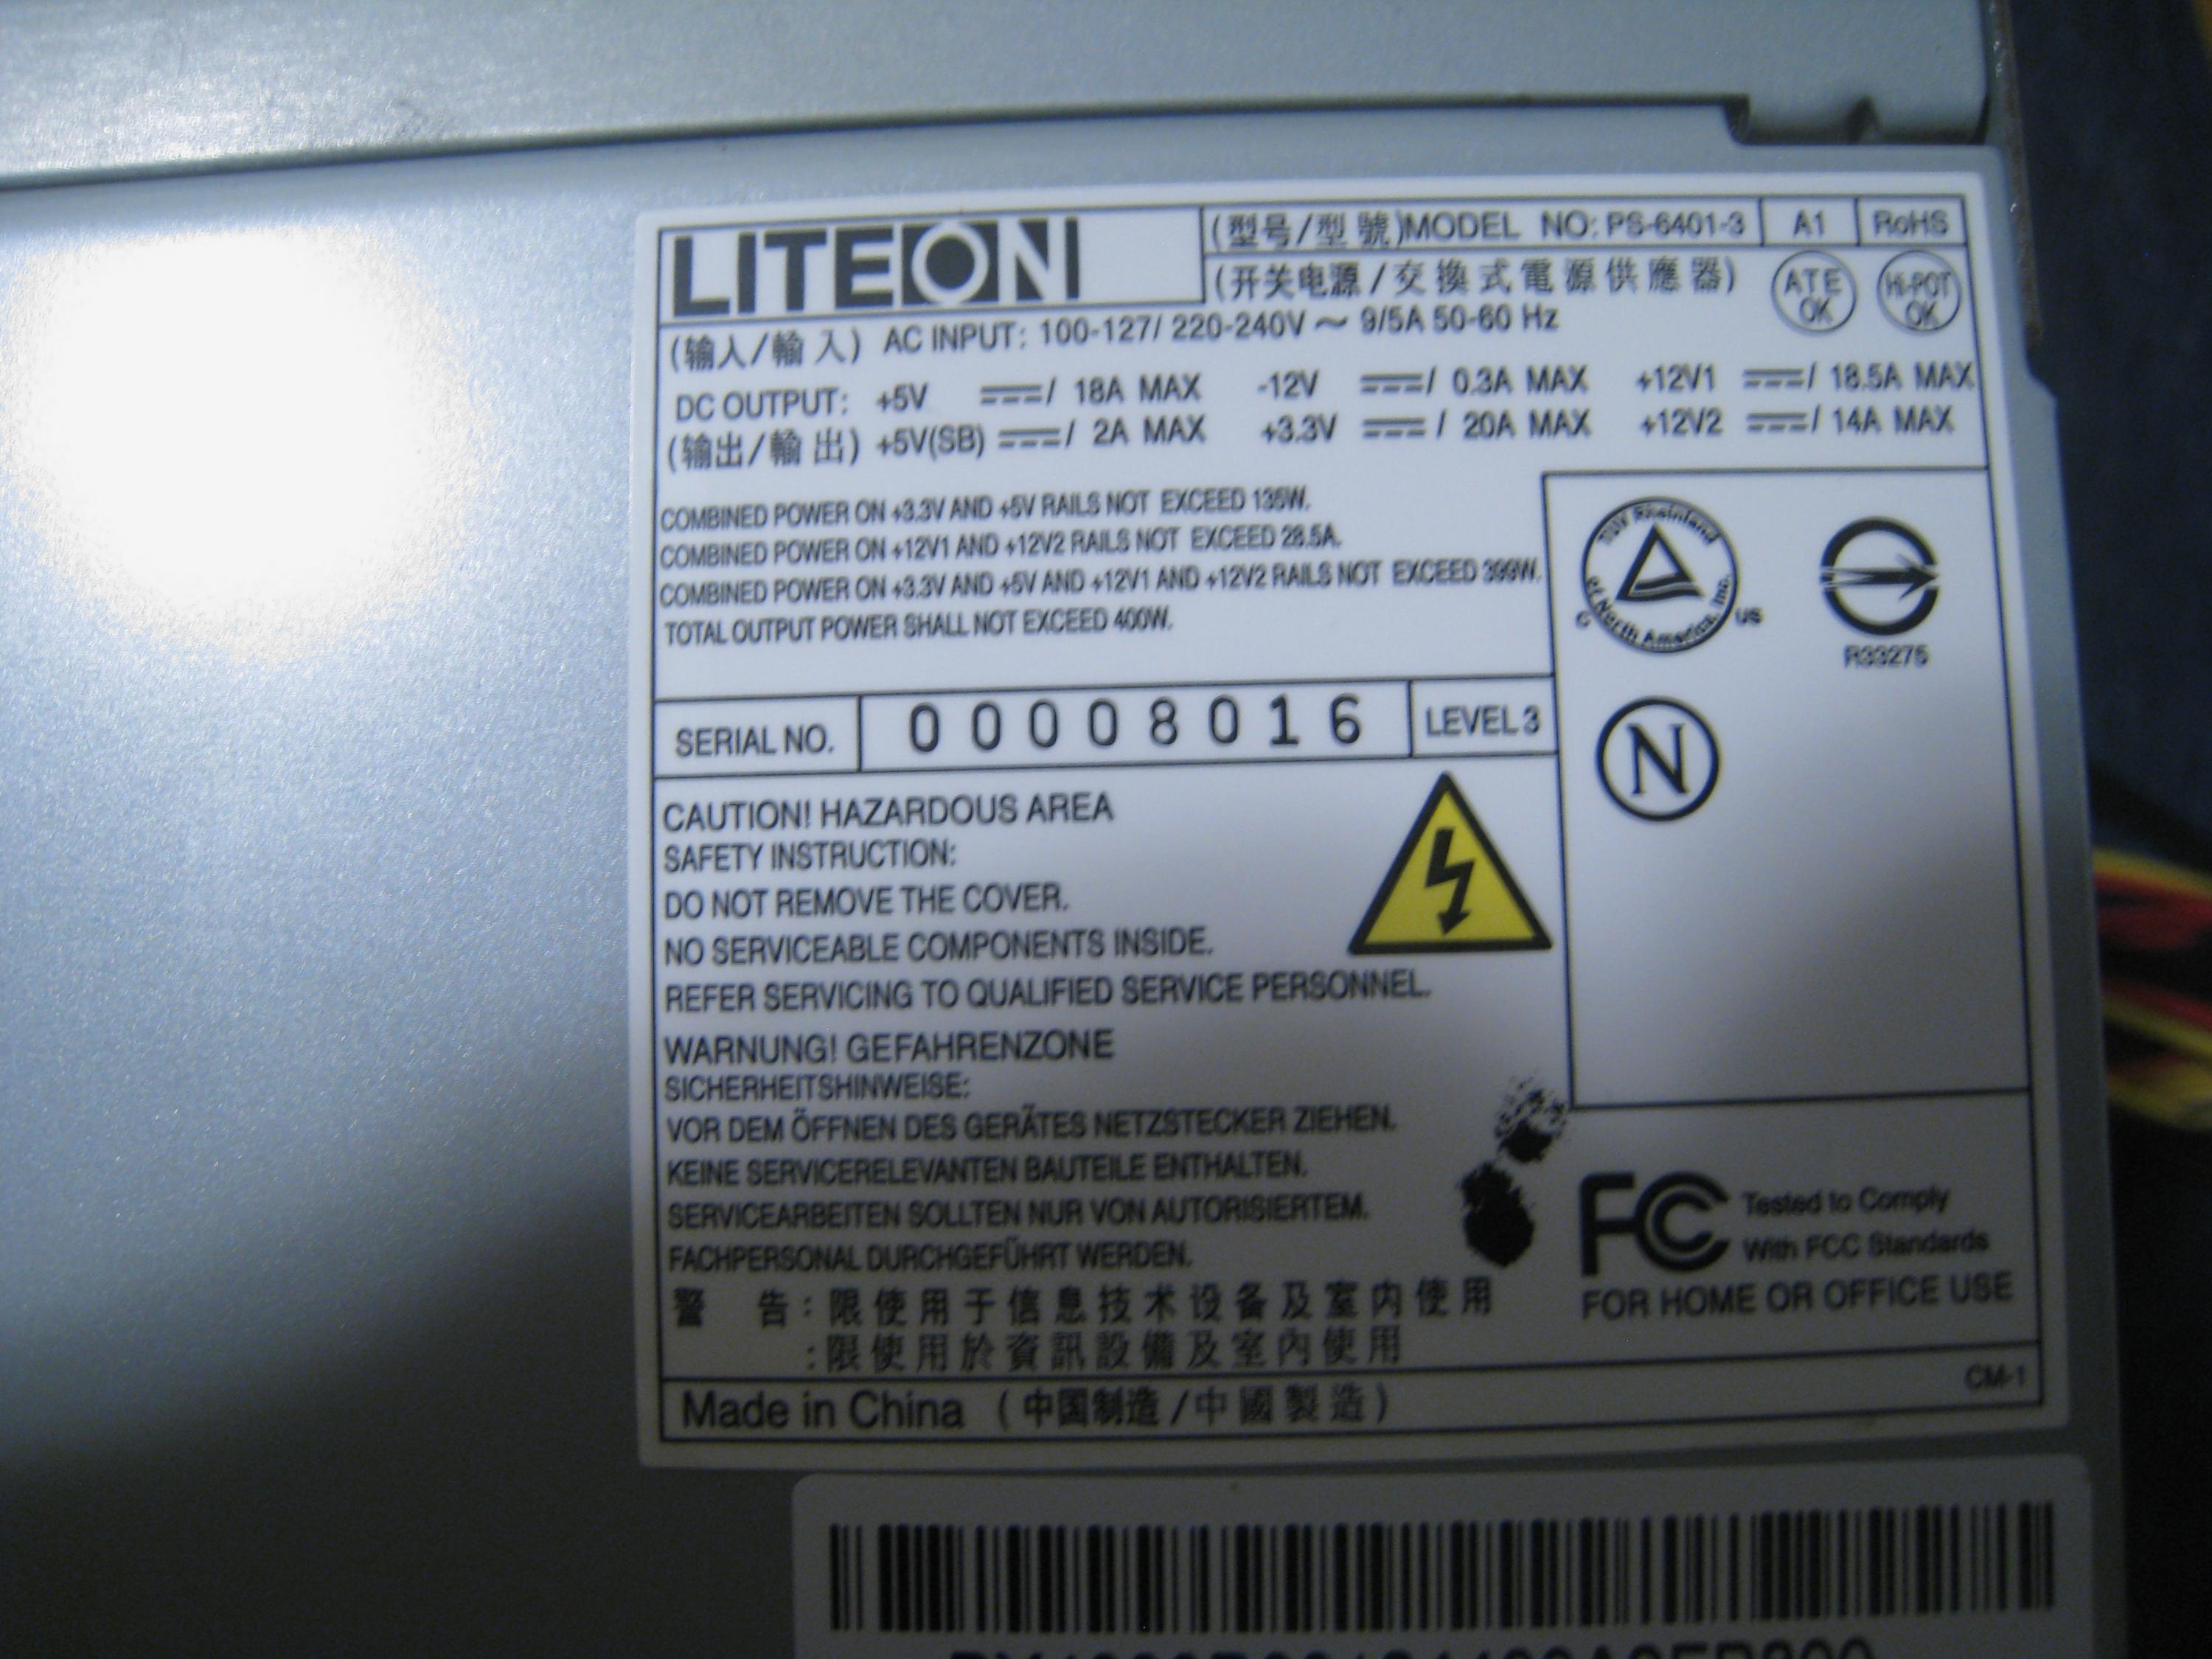 LITEON
(型号/型號)MODEL NO: PS-6401-3 A1 RoHS
(开关电源/交換式電源供應器) ATE OK Hi-POT OK
(输入/輸入) AC INPUT: 100-127/ 220-240V ~ 9/5A 50-60 Hz
DC OUTPUT: +5V ⎓/ 18A MAX -12V ⎓/ 0.3A MAX +12V1 ⎓/ 18.5A MAX
(输出/輸出) +5V(SB) ⎓/ 2A MAX +3.3V ⎓/ 20A MAX +12V2 ⎓/ 14A MAX
COMBINED POWER ON +3.3V AND +5V RAILS NOT EXCEED 135W.
COMBINED POWER ON +12V1 AND +12V2 RAILS NOT EXCEED 28.5A.
COMBINED POWER ON +3.3V AND +5V AND +12V1 AND +12V2 RAILS NOT EXCEED 399W.
TOTAL OUTPUT POWER SHALL NOT EXCEED 400W.
TUV Rheinland
of North America, Inc.
C US
R33275
N
SERIAL NO. 00008016 LEVEL 3
CAUTION! HAZARDOUS AREA
SAFETY INSTRUCTION:
DO NOT REMOVE THE COVER.
NO SERVICEABLE COMPONENTS INSIDE.
REFER SERVICING TO QUALIFIED SERVICE PERSONNEL.
WARNUNG! GEFAHRENZONE
SICHERHEITSHINWEISE:
VOR DEM ÖFFNEN DES GERÄTES NETZSTECKER ZIEHEN.
KEINE SERVICERELEVANTEN BAUTEILE ENTHALTEN.
SERVICEARBEITEN SOLLTEN NUR VON AUTORISIERTEM.
FACHPERSONAL DURCHGEFÜHRT WERDEN.
警 告:限使用于信息技术设备及室内使用
:限使用於資訊設備及室內使用
FC Tested to Comply
With FCC Standards
FOR HOME OR OFFICE USE
CM-1
Made in China (中国制造/中國製造)